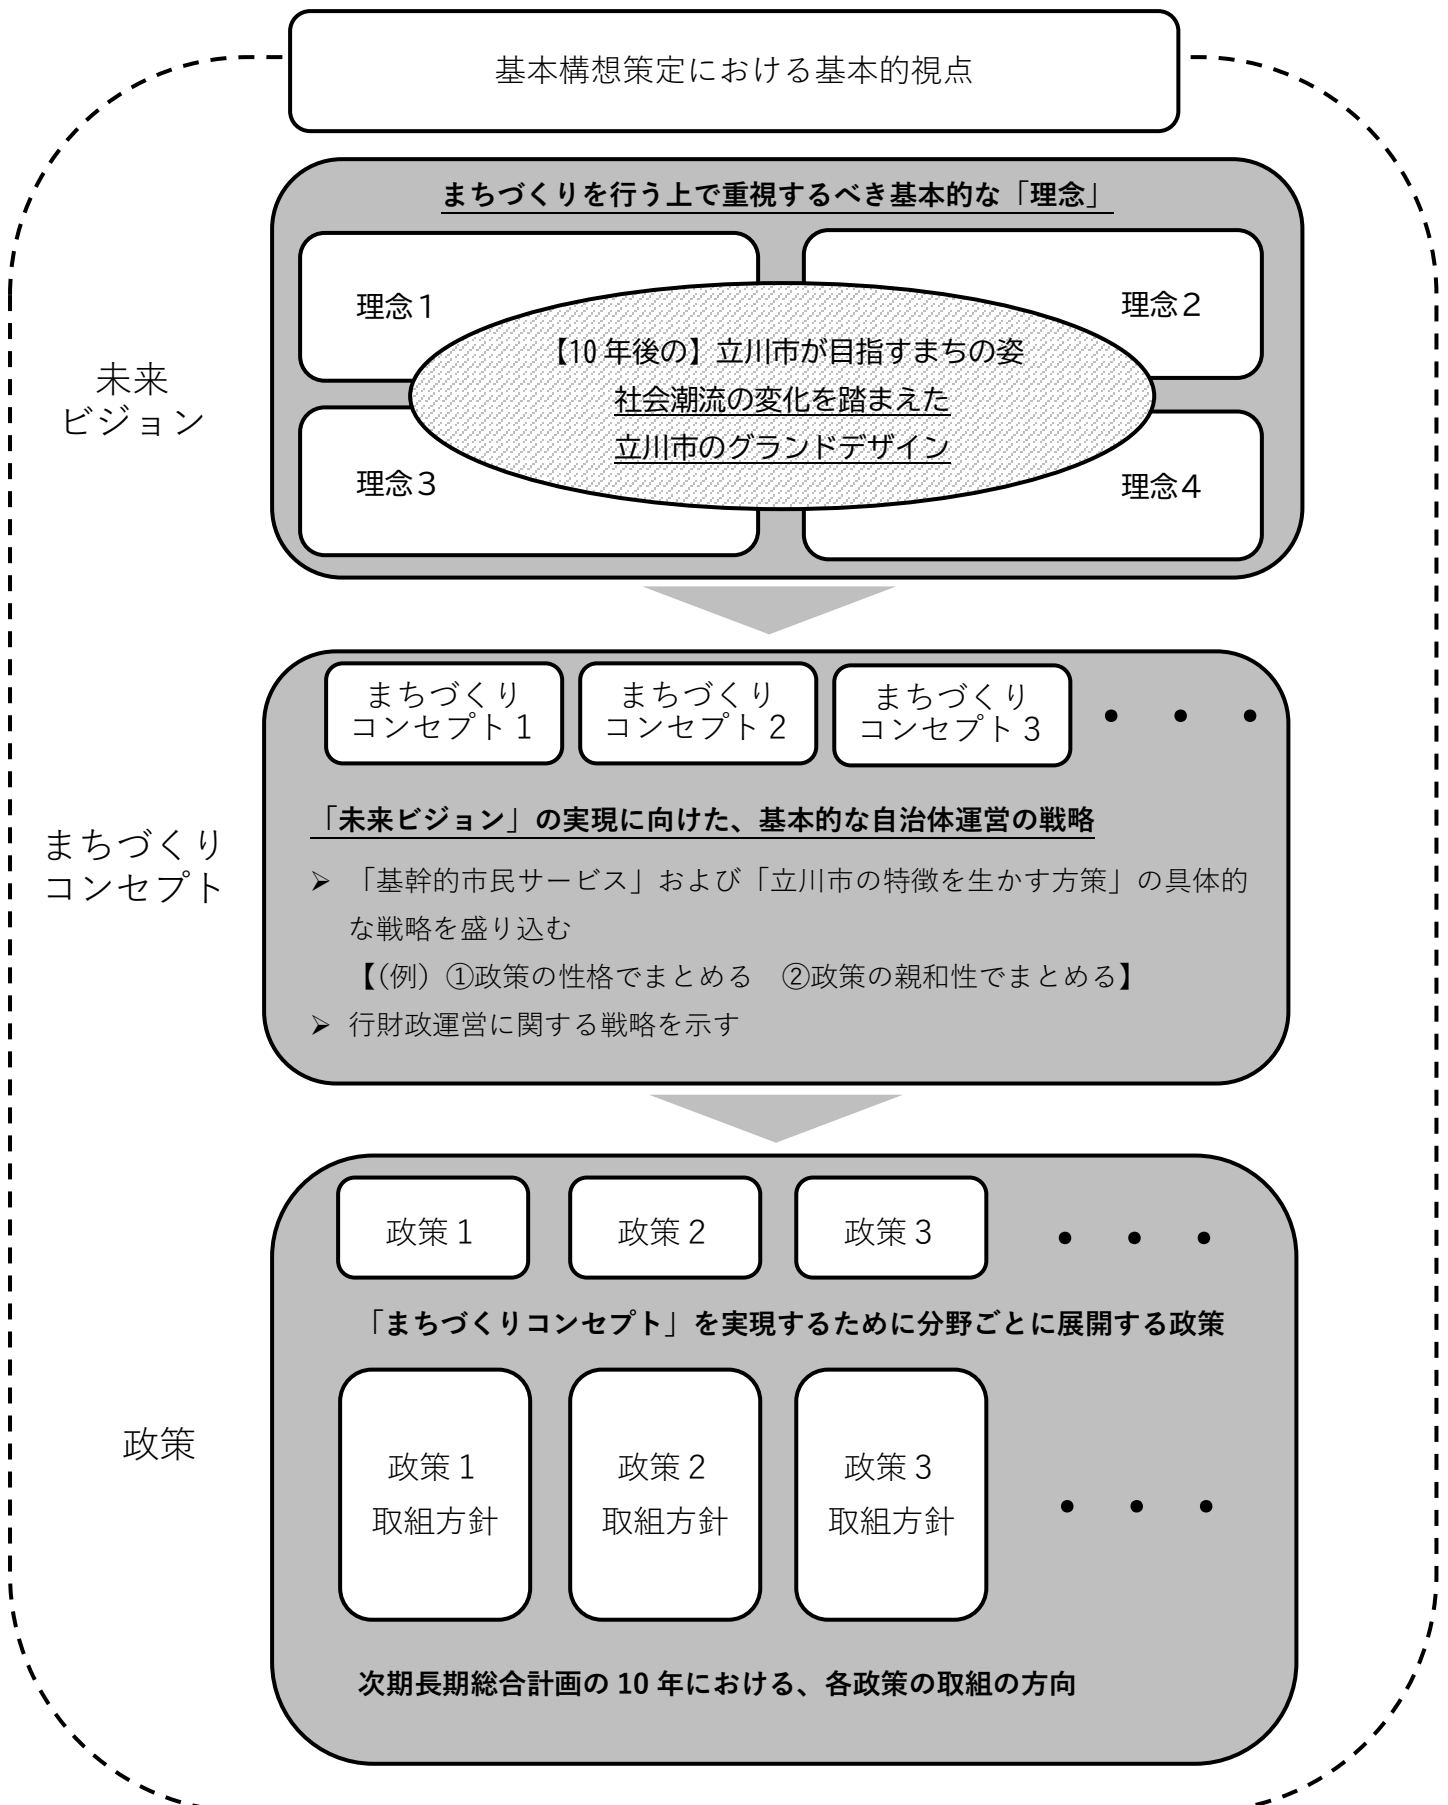 基本構想策定における基本的視点
まちづくりを行う上で重視するべき基本的な「理念」
理念１
理念２
【10 年後の】立川市が目指すまちの姿
社会潮流の変化を踏まえた
立川市のグランドデザイン
理念３
理念４
未来
ビジョン
まちづくり
コンセプト１
まちづくり
コンセプト２
まちづくり
コンセプト３
・・・
「未来ビジョン」の実現に向けた、基本的な自治体運営の戦略
➢ 「基幹的市民サービス」および「立川市の特徴を生かす方策」の具体的
な戦略を盛り込む
【（例）①政策の性格でまとめる　②政策の親和性でまとめる】
➢ 行財政運営に関する戦略を示す
まちづくり
コンセプト
政策１
政策２
政策３
・・・
「まちづくりコンセプト」を実現するために分野ごとに展開する政策
政策１
取組方針
政策２
取組方針
政策３
取組方針
・・・
政策
次期長期総合計画の 10 年における、各政策の取組の方向